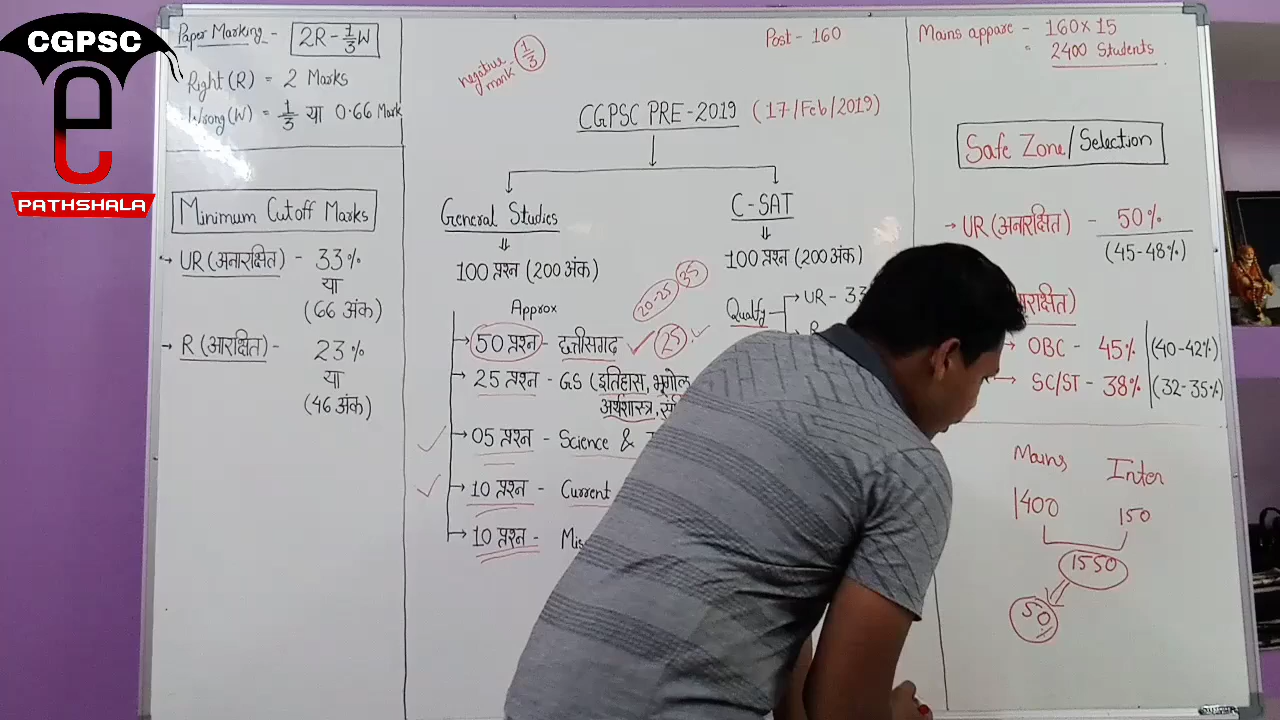 CGPSC
e
PATHSHALA
Paper Marking - 2R - 1/3 W
Right (R) = 2 Marks
Wrong (W) = 1/3 या 0.66 Mark
Minimum Cutoff Marks
→ UR (अनारक्षित) - 33%
या
(66 अंक)
→ R (आरक्षित) - 23%
या
(46 अंक)
negative mark - 1/3
Post - 160
CGPSC PRE - 2019 (17/Feb/2019)
General Studies
⇓
100 प्रश्न (200 अंक)
Approx
20-25 35
→ 50 प्रश्न - छत्तीसगढ़ ✓ 25 ✓
→ 25 प्रश्न - GS (इतिहास, भूगोल
अर्थशास्त्र,
✓ → 05 प्रश्न - Science &
✓ → 10 प्रश्न - Current
→ 10 प्रश्न - Mis
C-SAT
⇓
100 प्रश्न (200 अंक)
Qualfy → UR - 33
R
Mains appare - 160 x 15
= 2400 Students
Safe Zone / Selection
→ UR (अनारक्षित) - 50%
(45-48%)
→ OBC - 45% (40-42%)
→ SC/ST - 38% (32-35%)
Mains Inter
1400 150
1550
50